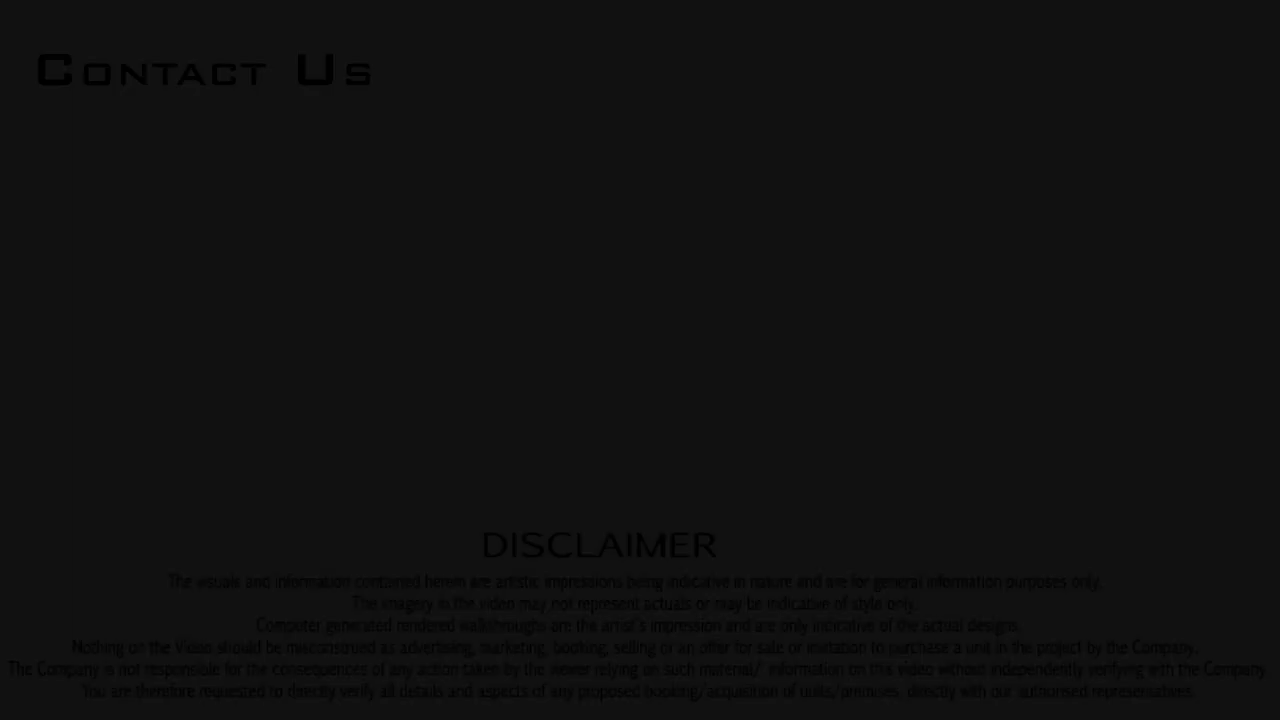 Contact Us
DISCLAIMER
The visuals and information contained herein are artistic impressions being indicative in nature and are for general information purposes only.
The imagery in the video may not represent actuals or may be indicative of style only.
Computer generated rendered walkthroughs are the artist's impression and are only indicative of the actual designs.
Nothing on the Video should be misconstrued as advertising, marketing, booking, selling or an offer for sale or invitation to purchase a unit in the project by the Company.
The Company is not responsible for the consequences of any action taken by the viewer relying on such material/ information on this video without independently verifying with the Company.
You are therefore requested to directly verify all details and aspects of any proposed booking/acquisition of units/ premises, directly with our authorised representatives.